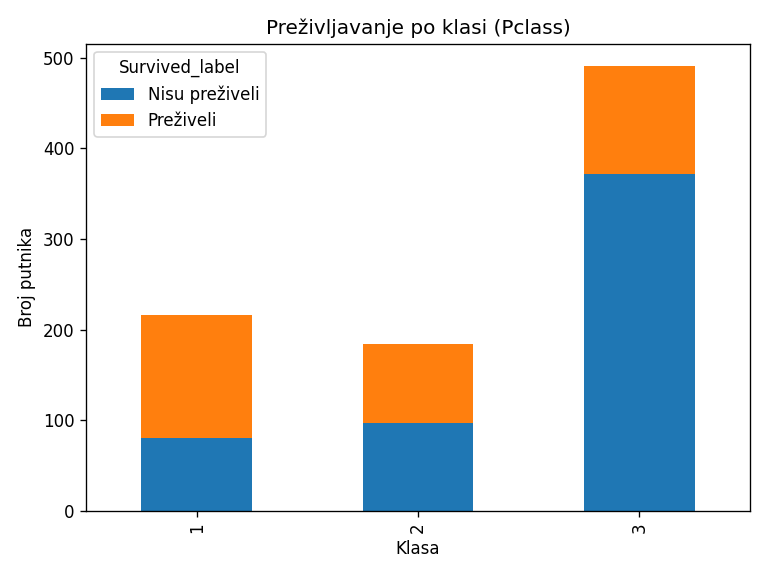 Preživljavanje po klasi (Pclass)
Survived_label
Nisu preživeli
Preživeli
500
400
300
200
100
0
Broj putnika
1
2
3
Klasa